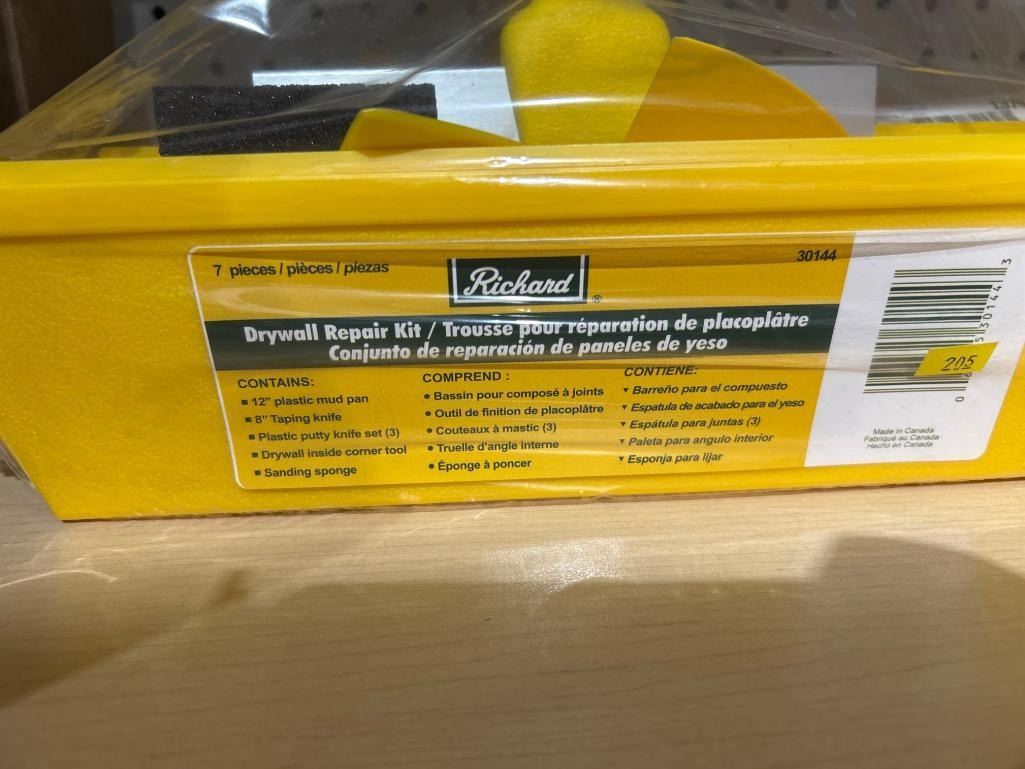 7 pieces / pièces / piezas
Richard ®
30144
Drywall Repair Kit / Trousse pour réparation de placoplâtre
Conjunto de reparación de paneles de yeso
CONTAINS:
▪ 12" plastic mud pan
▪ 8" Taping knife
▪ Plastic putty knife set (3)
▪ Drywall inside corner tool
▪ Sanding sponge
COMPREND :
• Bassin pour composé à joints
• Outil de finition de placoplâtre
• Couteaux à mastic (3)
• Truelle d'angle interne
• Éponge à poncer
CONTIENE:
▾ Barreño para el compuesto
▾ Espatula de acabado para el yeso
▾ Espátula para juntas (3)
▾ Paleta para angulo interior
▾ Esponja para lijar
205
Made in Canada
Fabriqué au Canada
Hecho en Canada